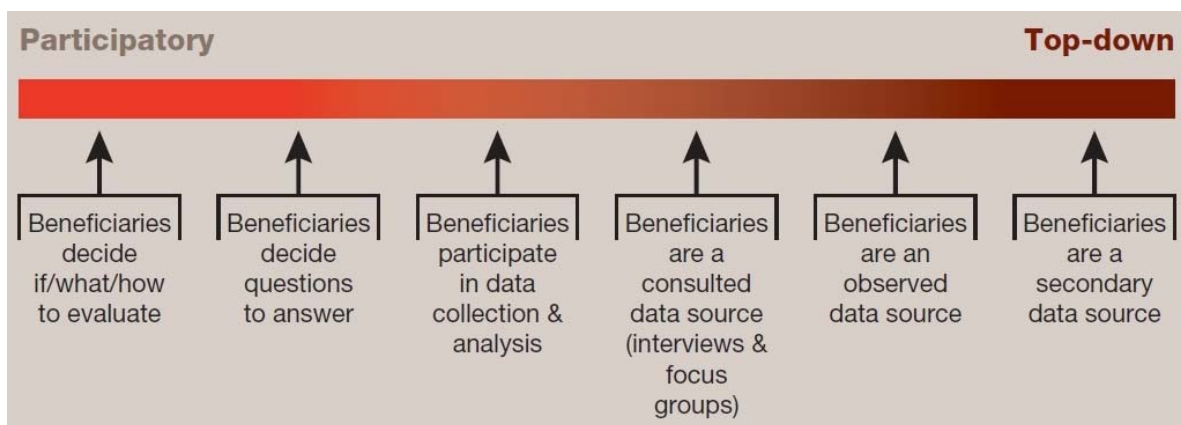 Participatory
Top-down
Beneficiaries
decide
if/what/how
to evaluate
Beneficiaries
decide
questions
to answer
Beneficiaries
participate
in data
collection &
analysis
Beneficiaries
are a
consulted
data source
(interviews &
focus
groups)
Beneficiaries
are an
observed
data source
Beneficiaries
are a
secondary
data source